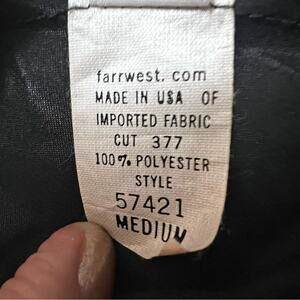 farrwest. com
MADE IN USA OF
IMPORTED FABRIC
CUT 377
100% POLYESTER
STYLE
57421
MEDIUM